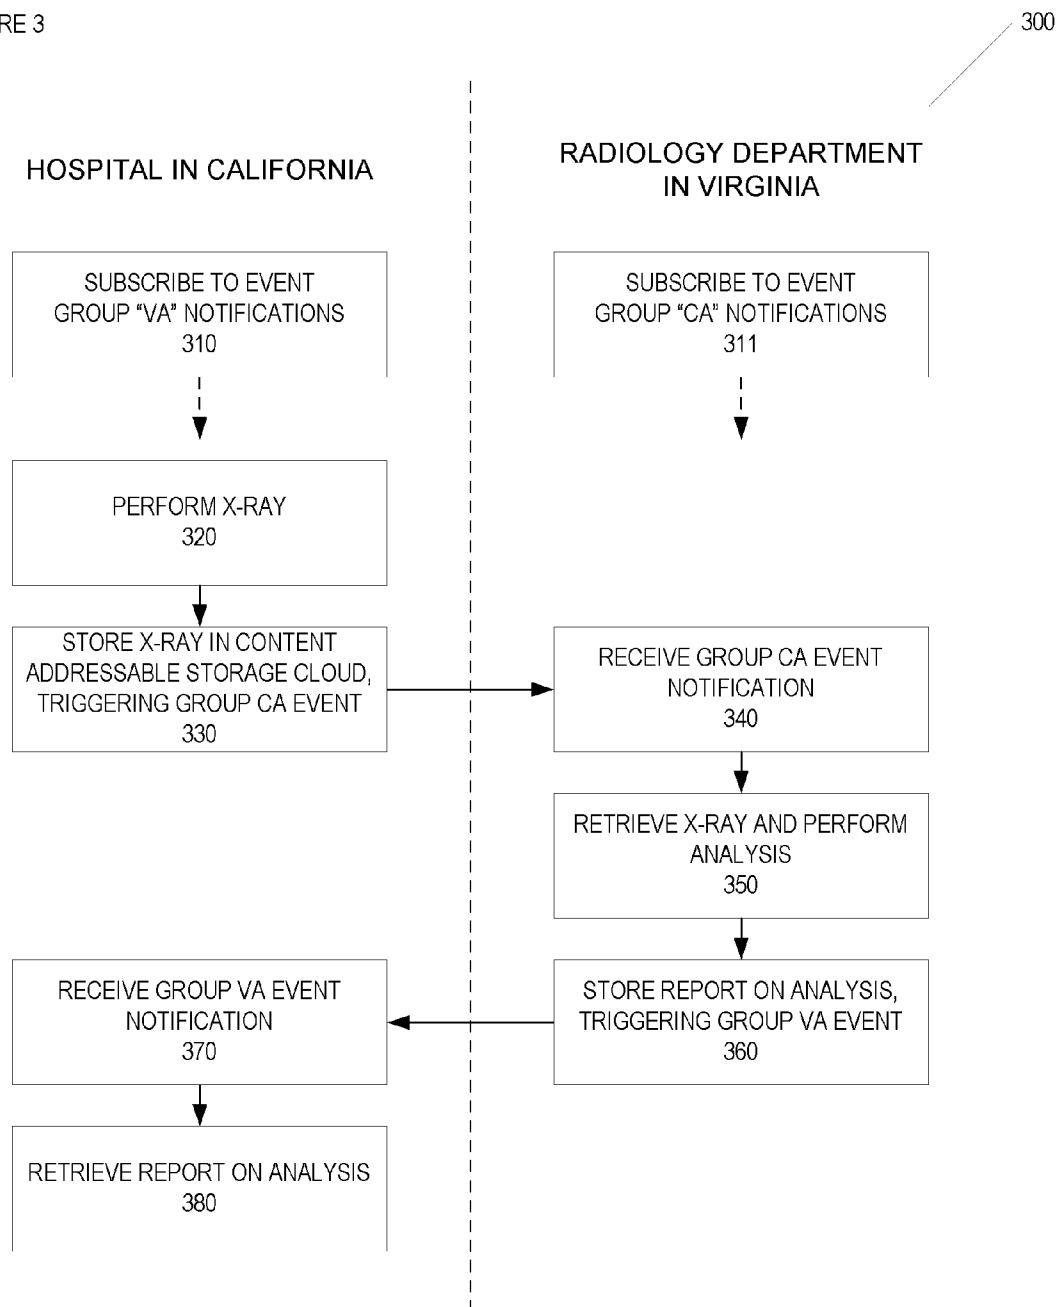 RE 3
300
HOSPITAL IN CALIFORNIA
RADIOLOGY DEPARTMENT
IN VIRGINIA
SUBSCRIBE TO EVENT
GROUP “VA” NOTIFICATIONS
310
SUBSCRIBE TO EVENT
GROUP “CA” NOTIFICATIONS
311
PERFORM X-RAY
320
STORE X-RAY IN CONTENT
ADDRESSABLE STORAGE CLOUD,
TRIGGERING GROUP CA EVENT
330
RECEIVE GROUP CA EVENT
NOTIFICATION
340
RETRIEVE X-RAY AND PERFORM
ANALYSIS
350
STORE REPORT ON ANALYSIS,
TRIGGERING GROUP VA EVENT
360
RECEIVE GROUP VA EVENT
NOTIFICATION
370
RETRIEVE REPORT ON ANALYSIS
380